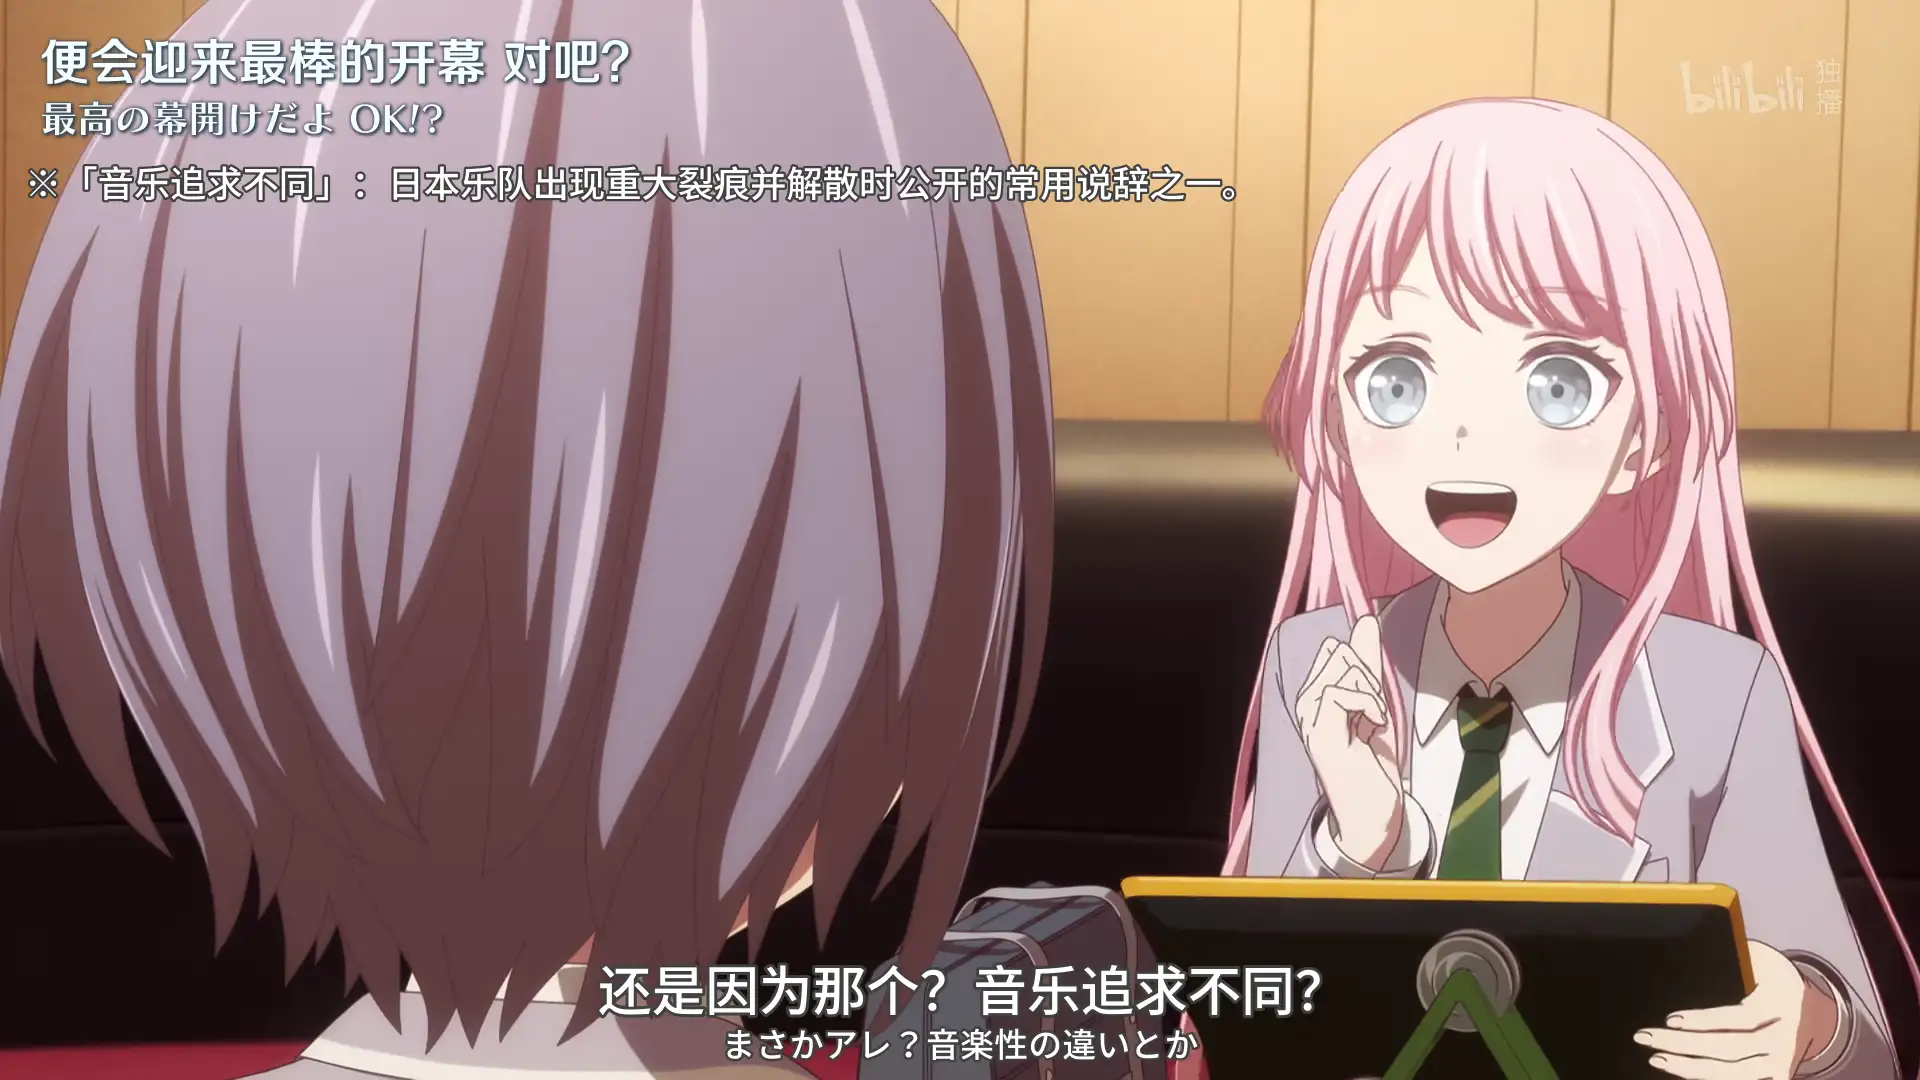 便会迎来最棒的开幕 对吧?
最高の幕開けだよ OK!?
bilibili 独播
※「音乐追求不同」：日本乐队出现重大裂痕并解散时公开的常用说辞之一。
还是因为那个？音乐追求不同？
まさかアレ？音楽性の違いとか